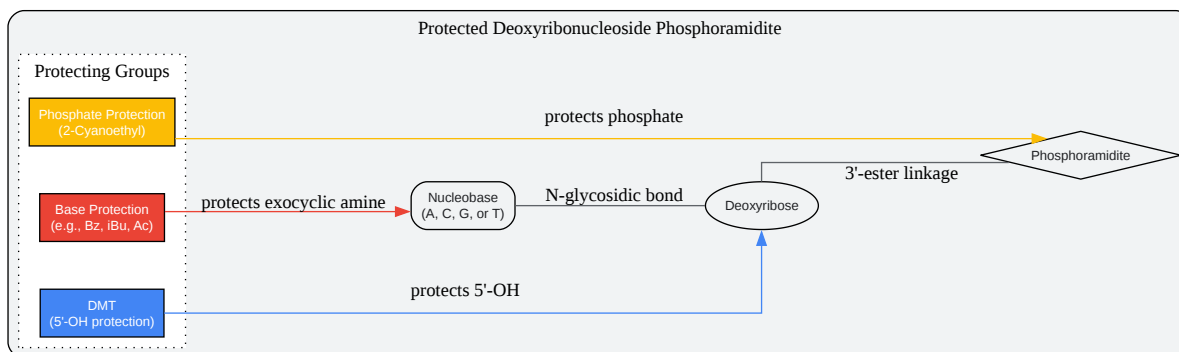 Protected Deoxyribonucleoside Phosphoramidite
Protecting Groups
Phosphate Protection
(2-Cyanoethyl)
protects phosphate
Phosphoramidite
3'-ester linkage
Base Protection
(e.g., Bz, iBu, Ac)
protects exocyclic amine
Nucleobase
(A, C, G, or T)
N-glycosidic bond
Deoxyribose
DMT
(5'-OH protection)
protects 5'-OH